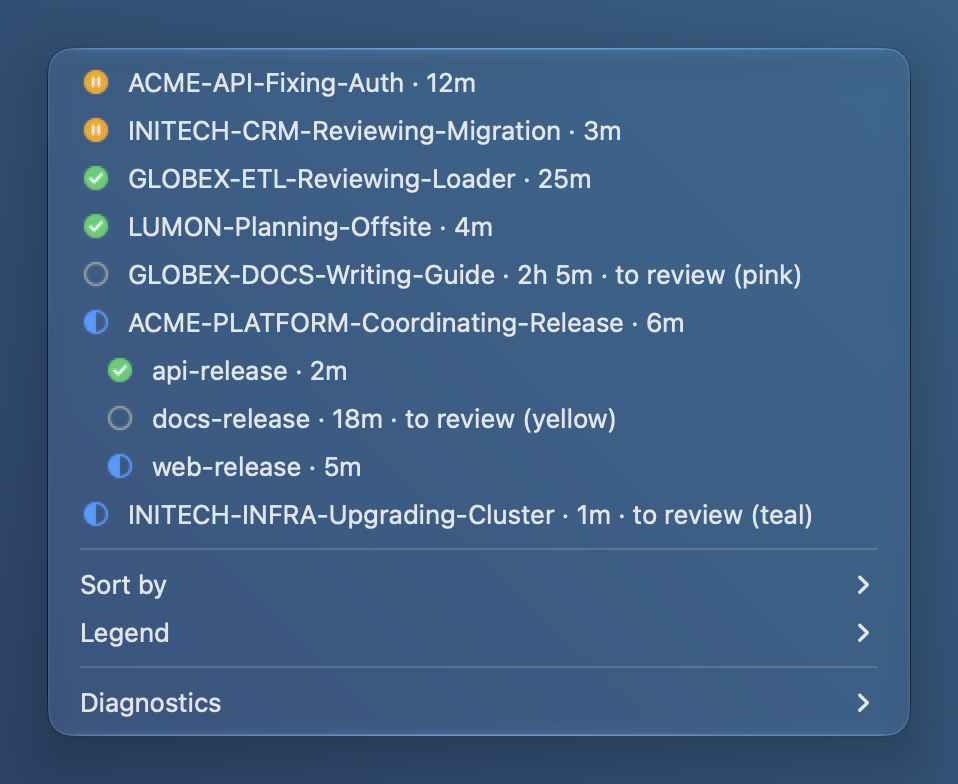 ACME-API-Fixing-Auth · 12m
INITECH-CRM-Reviewing-Migration · 3m
GLOBEX-ETL-Reviewing-Loader · 25m
LUMON-Planning-Offsite · 4m
GLOBEX-DOCS-Writing-Guide · 2h 5m · to review (pink)
ACME-PLATFORM-Coordinating-Release · 6m
api-release · 2m
docs-release · 18m · to review (yellow)
web-release · 5m
INITECH-INFRA-Upgrading-Cluster · 1m · to review (teal)
Sort by
Legend
Diagnostics